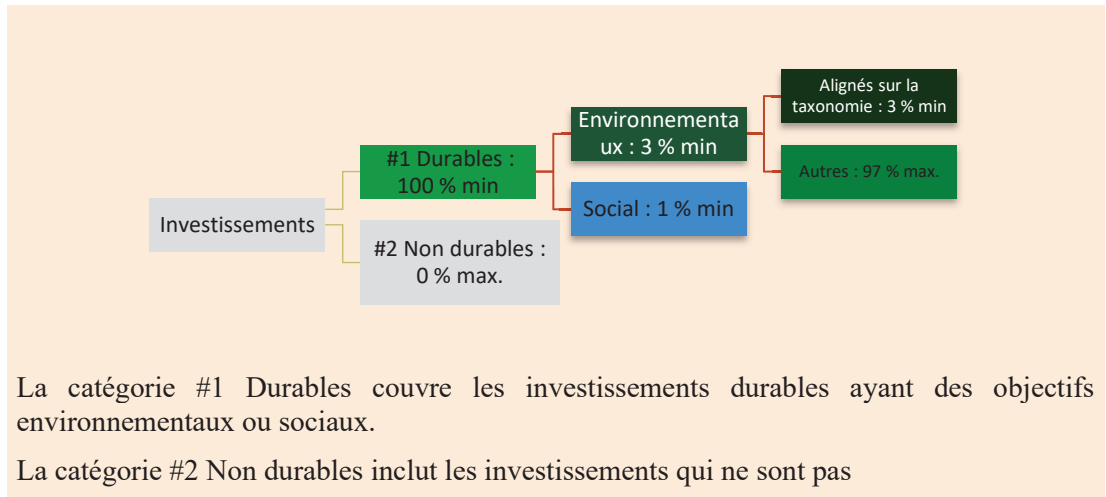 Alignés sur la
taxonomie : 3 % min
Environnementa
ux : 3 % min
#1 Durables :
100 % min
Autres : 97 % max.
Social : 1 % min
Investissements
#2 Non durables :
0 % max.
La catégorie #1 Durables couvre les investissements durables ayant des objectifs
environnementaux ou sociaux.
La catégorie #2 Non durables inclut les investissements qui ne sont pas